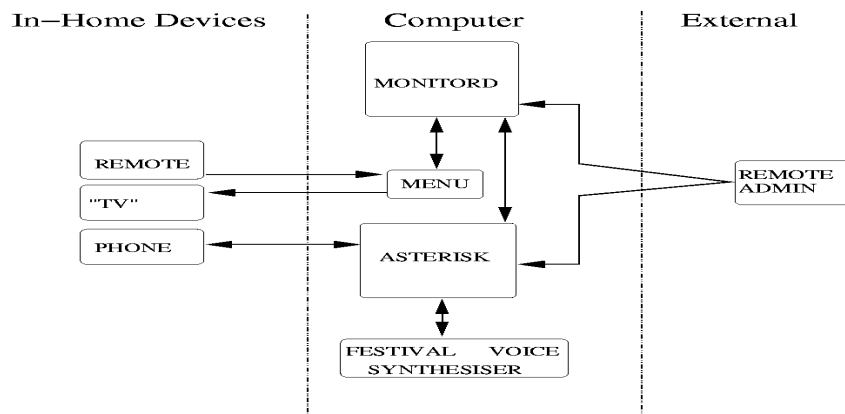 In–Home Devices
Computer
External
MONITORD
REMOTE
MENU
"TV"
REMOTE
ADMIN
PHONE
ASTERISK
FESTIVAL VOICE
SYNTHESISER